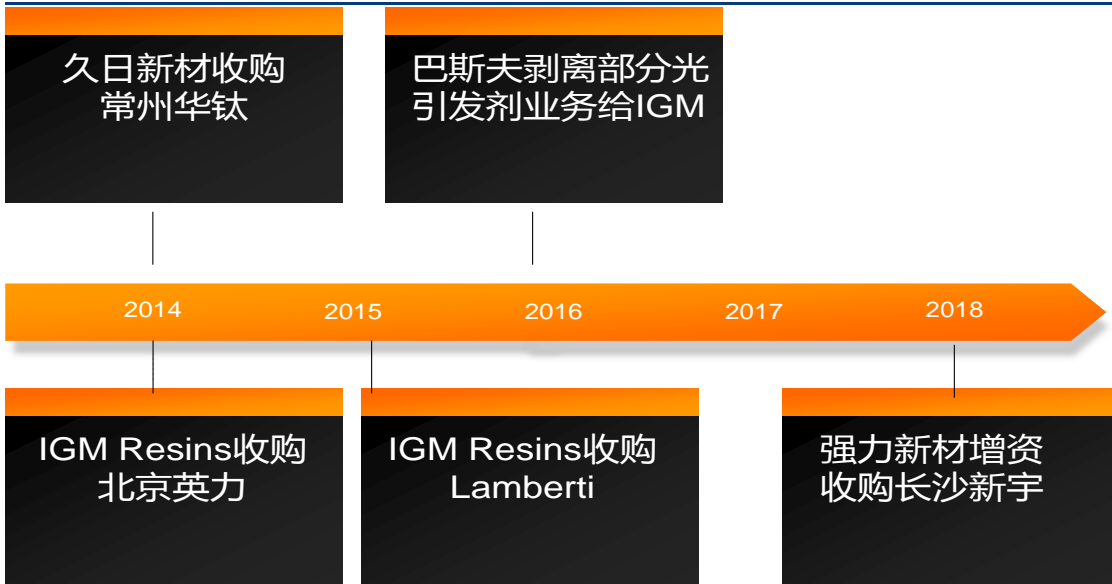 久日新材收购
常州华钛
巴斯夫剥离部分光
引发剂业务给IGM
2014
2015
2016
2017
2018
IGM Resins收购
北京英力
IGM Resins收购
Lamberti
强力新材增资
收购长沙新宇